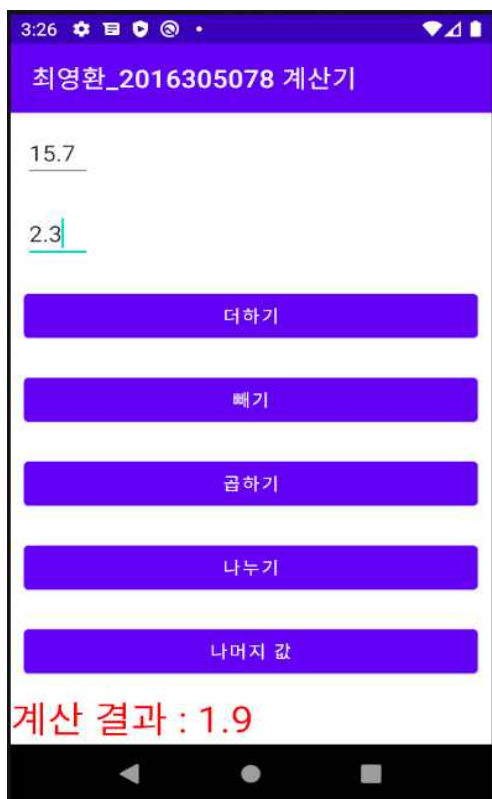 3:26
최영환_2016305078 계산기
15.7
2.3
더하기
빼기
곱하기
나누기
나머지 값
계산 결과 : 1.9